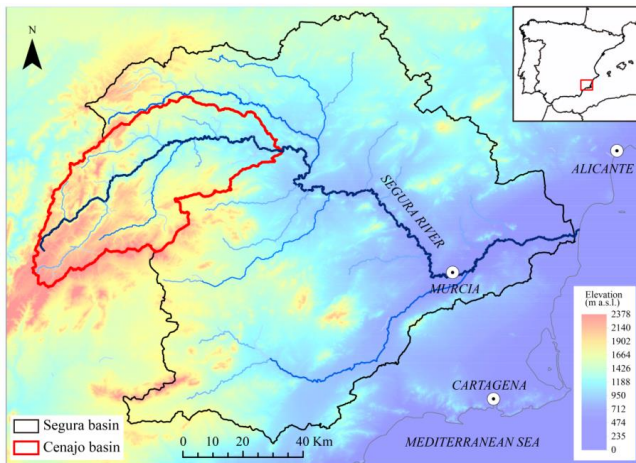 N
ALICANTE
SEGURA RIVER
MURCIA
Elevation
(m a.s.l.)
2378
2140
1902
1664
1426
1188
950
712
474
235
0
CARTAGENA
Segura basin
Cenajo basin
0 10 20 40 Km
MEDITERRANEAN SEA